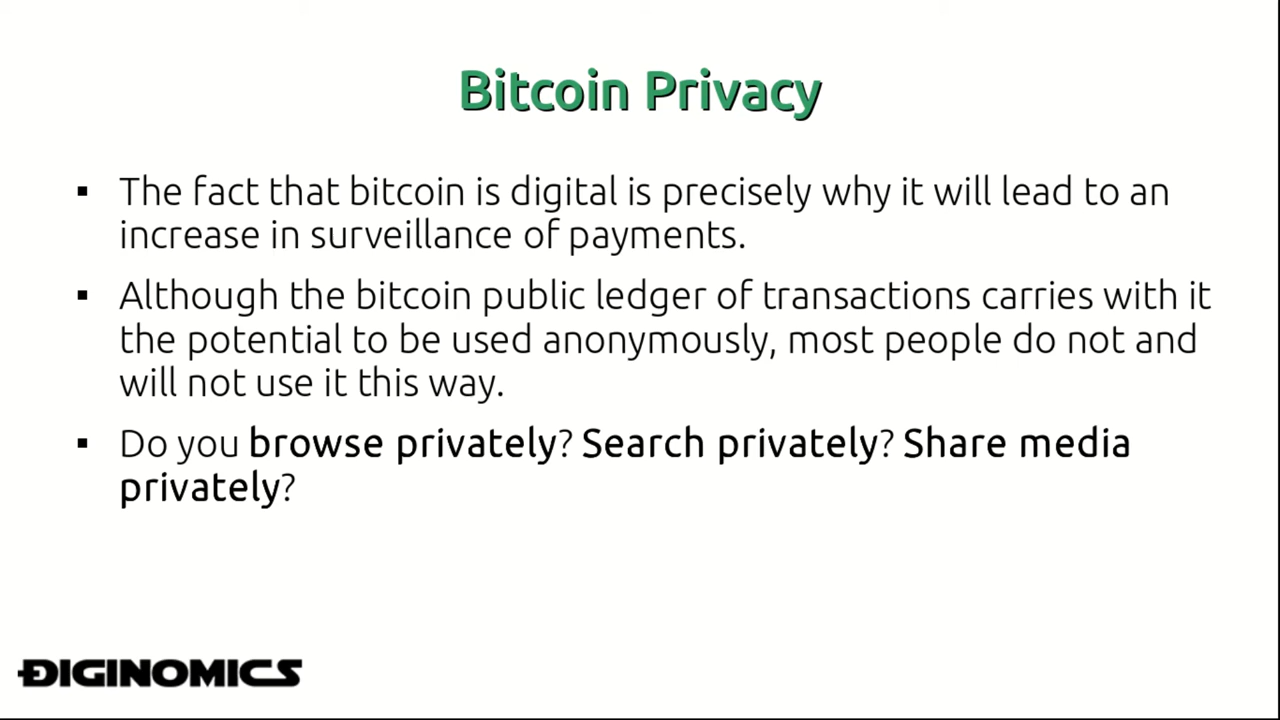 Bitcoin Privacy
▪ The fact that bitcoin is digital is precisely why it will lead to an
increase in surveillance of payments.
▪ Although the bitcoin public ledger of transactions carries with it
the potential to be used anonymously, most people do not and
will not use it this way.
▪ Do you browse privately? Search privately? Share media
privately?
ĐIGINOMICS